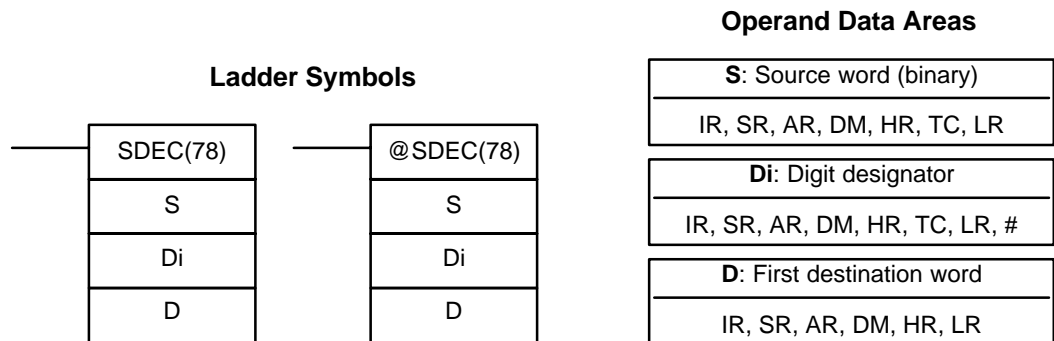 Operand Data Areas
Ladder Symbols
S: Source word (binary)
IR, SR, AR, DM, HR, TC, LR
SDEC(78)
@SDEC(78)
Di: Digit designator
S
S
IR, SR, AR, DM, HR, TC, LR, #
Di
Di
D: First destination word
D
D
IR, SR, AR, DM, HR, LR